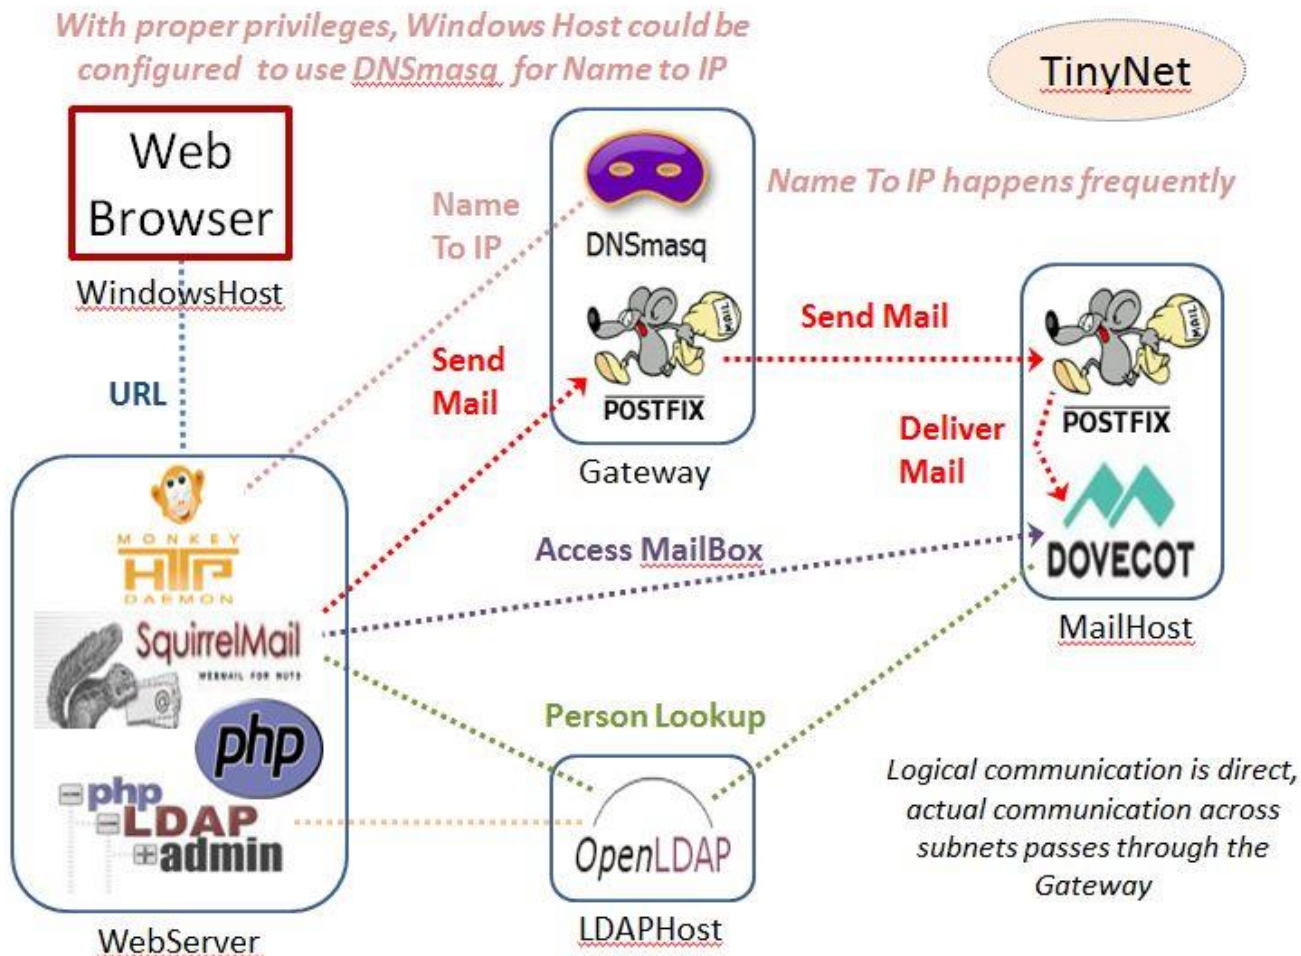 With proper privileges, Windows Host could be
configured to use DNSmasq for Name to IP
TinyNet
Web
Browser
WindowsHost
URL
Name
To IP
DNSmasq
Name To IP happens frequently
Send
Mail
MAIL
POSTFIX
Gateway
Send Mail
MAIL
POSTFIX
Deliver
Mail
DOVECOT
MailHost
Access MailBox
MONKEY
HTTP
DAEMON
SquirrelMail
WEBMAIL FOR NUTS
@
php
php
LDAP
admin
WebServer
Person Lookup
OpenLDAP
LDAPHost
Logical communication is direct,
actual communication across
subnets passes through the
Gateway